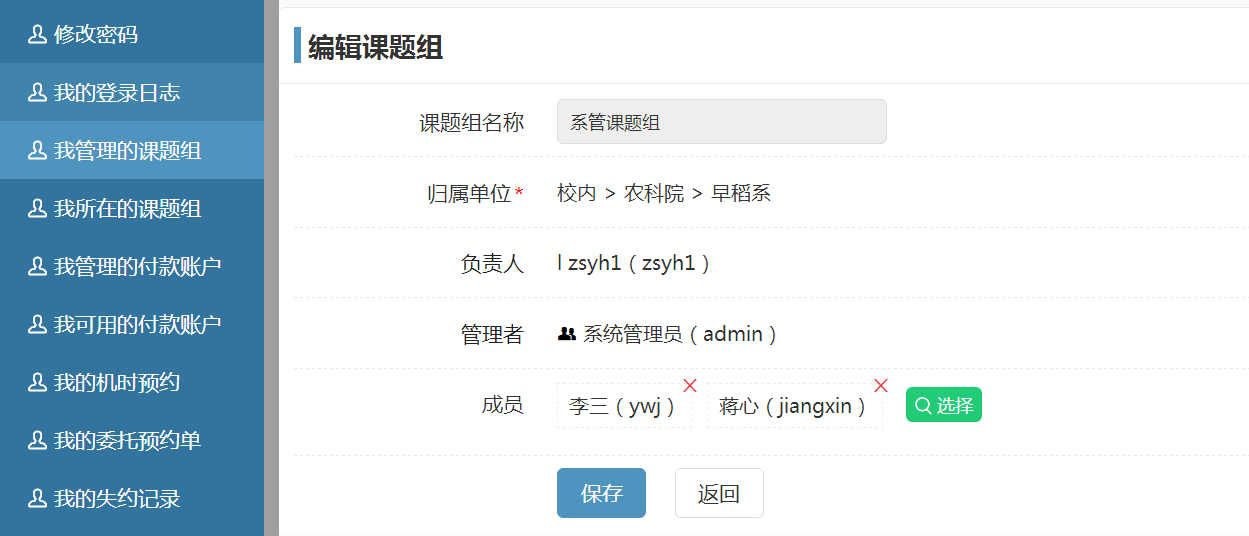 修改密码
我的登录日志
我管理的课题组
我所在的课题组
我管理的付款账户
我可用的付款账户
我的机时预约
我的委托预约单
我的失约记录
编辑课题组
课题组名称 系管课题组
归属单位* 校内 > 农科院 > 早稻系
负责人 l zsyh1（zsyh1）
管理者 系统管理员（admin）
成员 李三（ywj） 蒋心（jiangxin） 选择
保存 返回